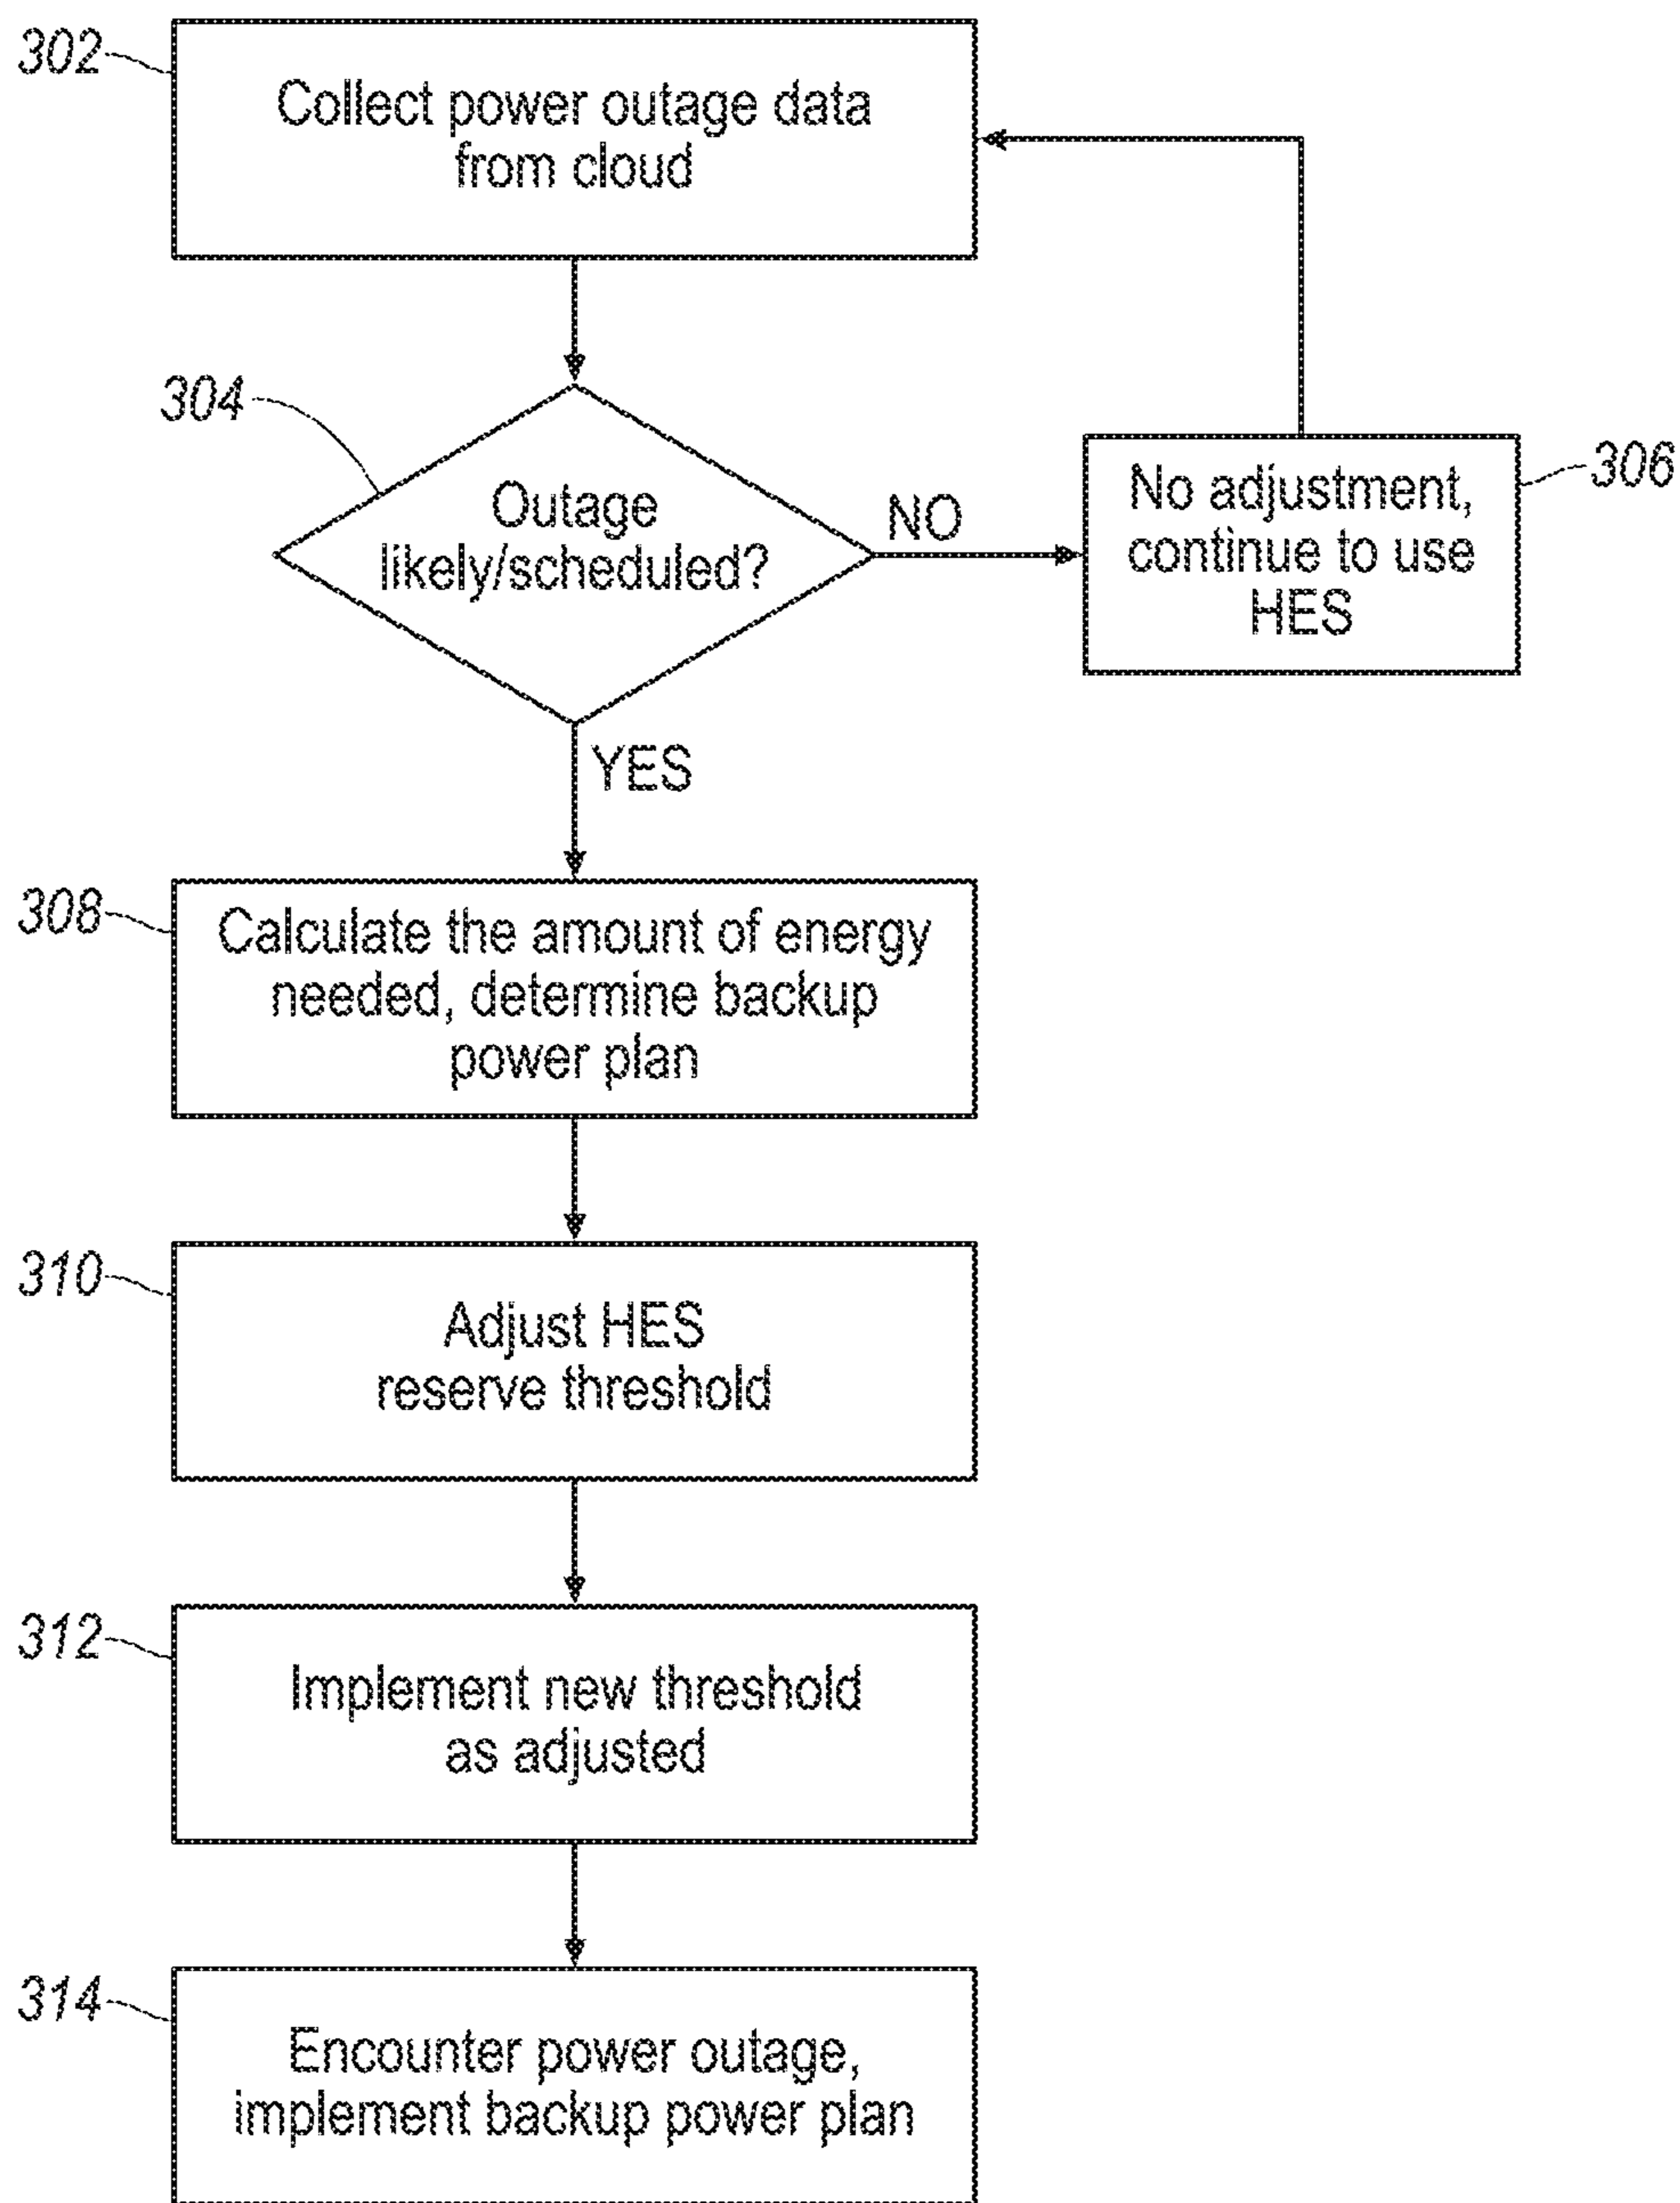 302
Collect power outage data
from cloud
304
Outage
likely/scheduled?
NO
No adjustment,
continue to use
HES
306
YES
308
Calculate the amount of energy
needed, determine backup
power plan
310
Adjust HES
reserve threshold
312
Implement new threshold
as adjusted
314
Encounter power outage,
implement backup power plan